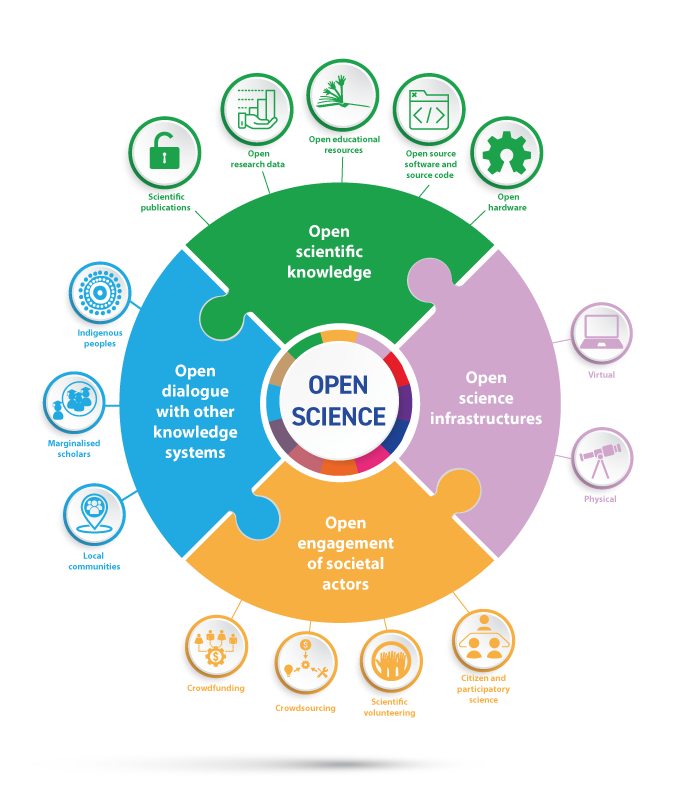 Open educational
resources
Open
research data
Open source
software and
source code
Scientific
publications
Open
hardware
Open
scientific
knowledge
Indigenous
peoples
Virtual
Open
dialogue
with other
knowledge
systems
OPEN
SCIENCE
Open
science
infrastructures
Marginalised
scholars
Physical
Local
communities
Open
engagement
of societal
actors
Crowdfunding
Crowdsourcing
Scientific
volunteering
Citizen and
participatory
science